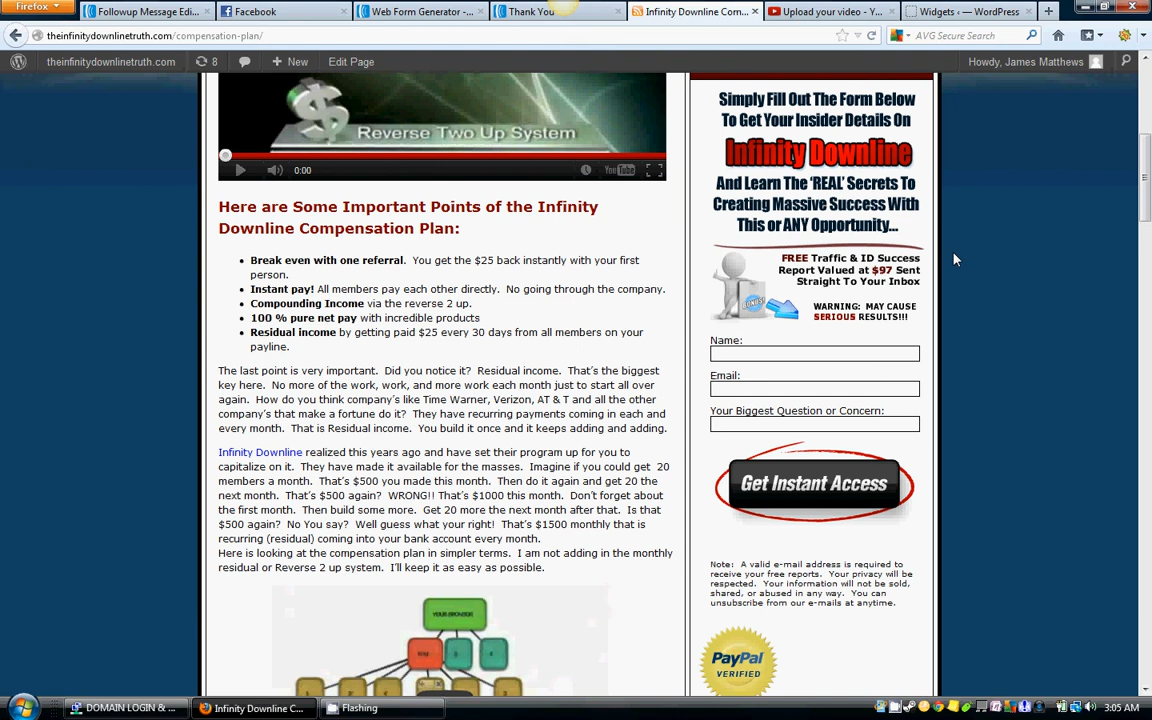 Firefox
Followup Message Edi...
Facebook
Web Form Generator - ...
Thank You
Infinity Downline Com...
Upload your video - Y...
Widgets ‹ — WordPress
theinfinitydownlinetruth.com/compensation-plan/
AVG Secure Search
theinfinitydownlinetruth.com
8
New
Edit Page
Howdy, James Matthews
$
Reverse Two Up System
0:00
YouTube
Here are Some Important Points of the Infinity
Downline Compensation Plan:
Break even with one referral. You get the $25 back instantly with your first
person.
Instant pay! All members pay each other directly. No going through the company.
Compounding Income via the reverse 2 up.
100 % pure net pay with incredible products
Residual income by getting paid $25 every 30 days from all members on your
payline.
The last point is very important. Did you notice it? Residual income. That's the biggest
key here. No more of the work, work, and more work each month just to start all over
again. How do you think company's like Time Warner, Verizon, AT & T and all the other
company's that make a fortune do it? They have recurring payments coming in each and
every month. That is Residual income. You build it once and it keeps adding and adding.
Infinity Downline realized this years ago and have set their program up for you to
capitalize on it. They have made it available for the masses. Imagine if you could get 20
members a month. That's $500 you made this month. Then do it again and get 20 the
next month. That's $500 again? WRONG!! That's $1000 this month. Don't forget about
the first month. Then build some more. Get 20 more the next month after that. Is that
$500 again? No You say? Well guess what your right! That's $1500 monthly that is
recurring (residual) coming into your bank account every month.
Here is looking at the compensation plan in simpler terms. I am not adding in the monthly
residual or Reverse 2 up system. I'll keep it as easy as possible.
YOUR SPONSOR
Simply Fill Out The Form Below
To Get Your Insider Details On
Infinity Downline
And Learn The 'REAL' Secrets To
Creating Massive Success With
This or ANY Opportunity...
FREE Traffic & ID Success
Report Valued at $97 Sent
Straight To Your Inbox
BONUS!
WARNING: MAY CAUSE
SERIOUS RESULTS!!!
Name:
Email:
Your Biggest Question or Concern:
Get Instant Access
Note: A valid e-mail address is required to
receive your free reports. Your privacy will be
respected. Your information will not be sold,
shared, or abused in any way. You can
unsubscribe from our e-mails at anytime.
PayPal
VERIFIED
DOMAIN LOGIN & ...
Infinity Downline C...
Flashing
3:05 AM